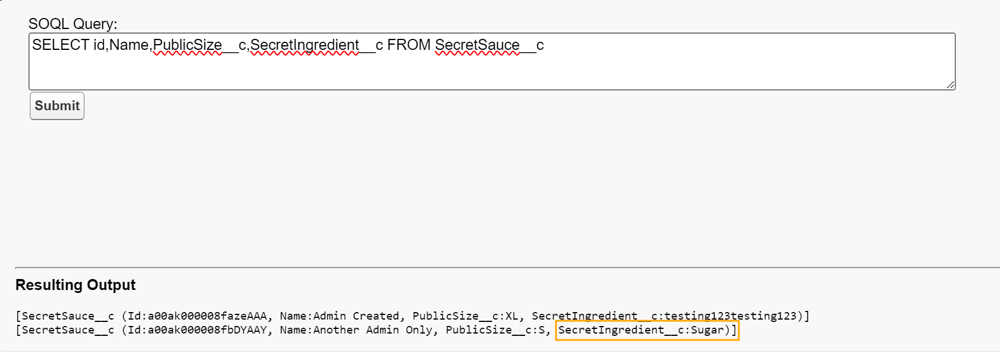 SOQL Query:
SELECT id,Name,PublicSize__c,SecretIngredient__c FROM SecretSauce__c
Submit
Resulting Output
[SecretSauce__c (Id:a00ak000008fazeAAA, Name:Admin Created, PublicSize__c:XL, SecretIngredient__c:testing123testing123)]
[SecretSauce__c (Id:a00ak000008fbDYAAY, Name:Another Admin Only, PublicSize__c:S, SecretIngredient__c:Sugar)]